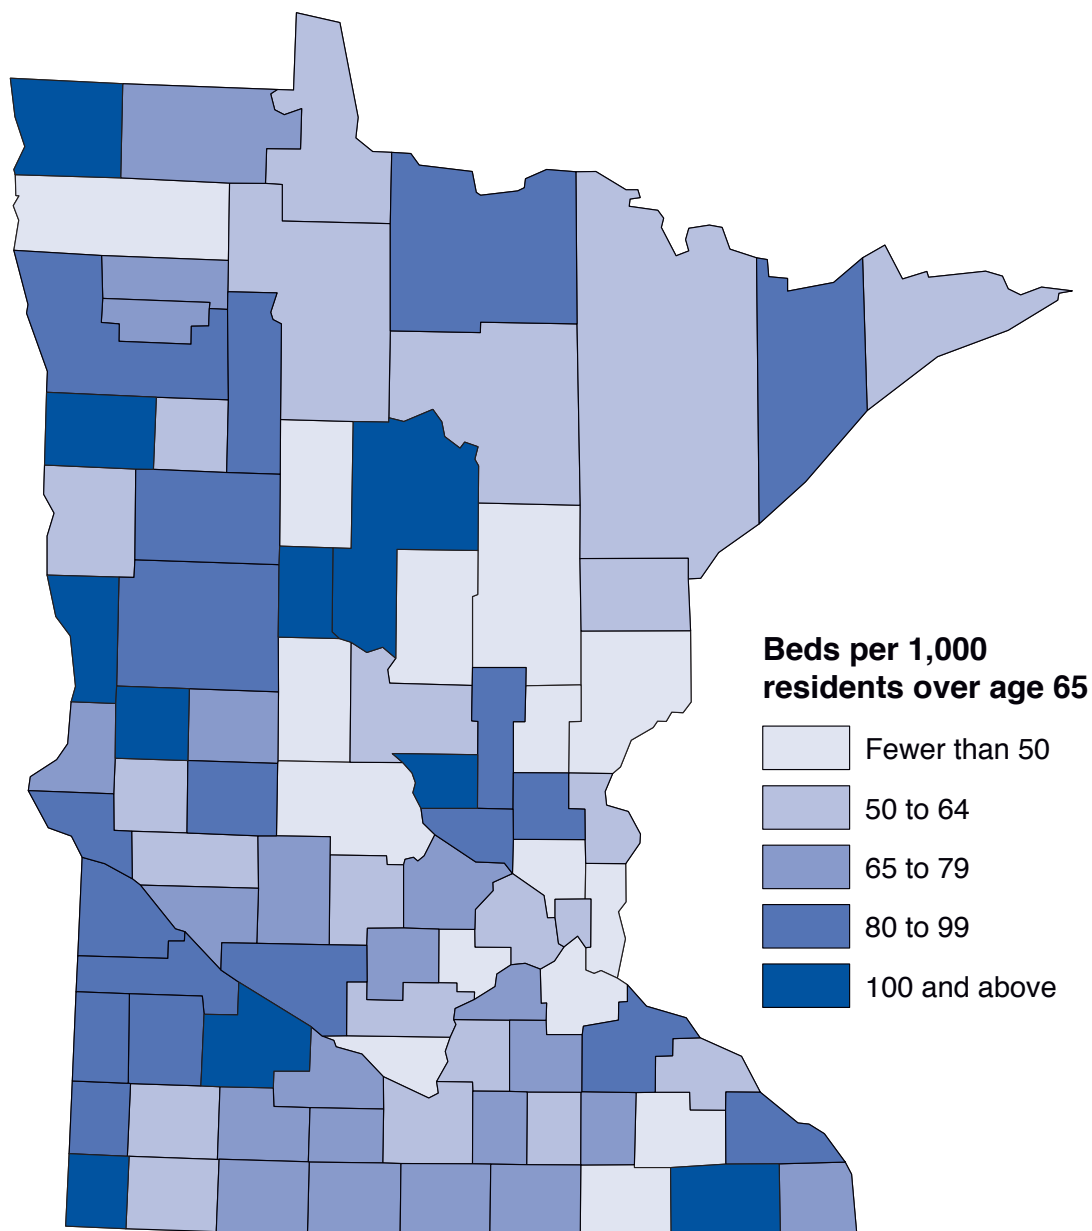 Beds per 1,000
residents over age 65
Fewer than 50
50 to 64
65 to 79
80 to 99
100 and above